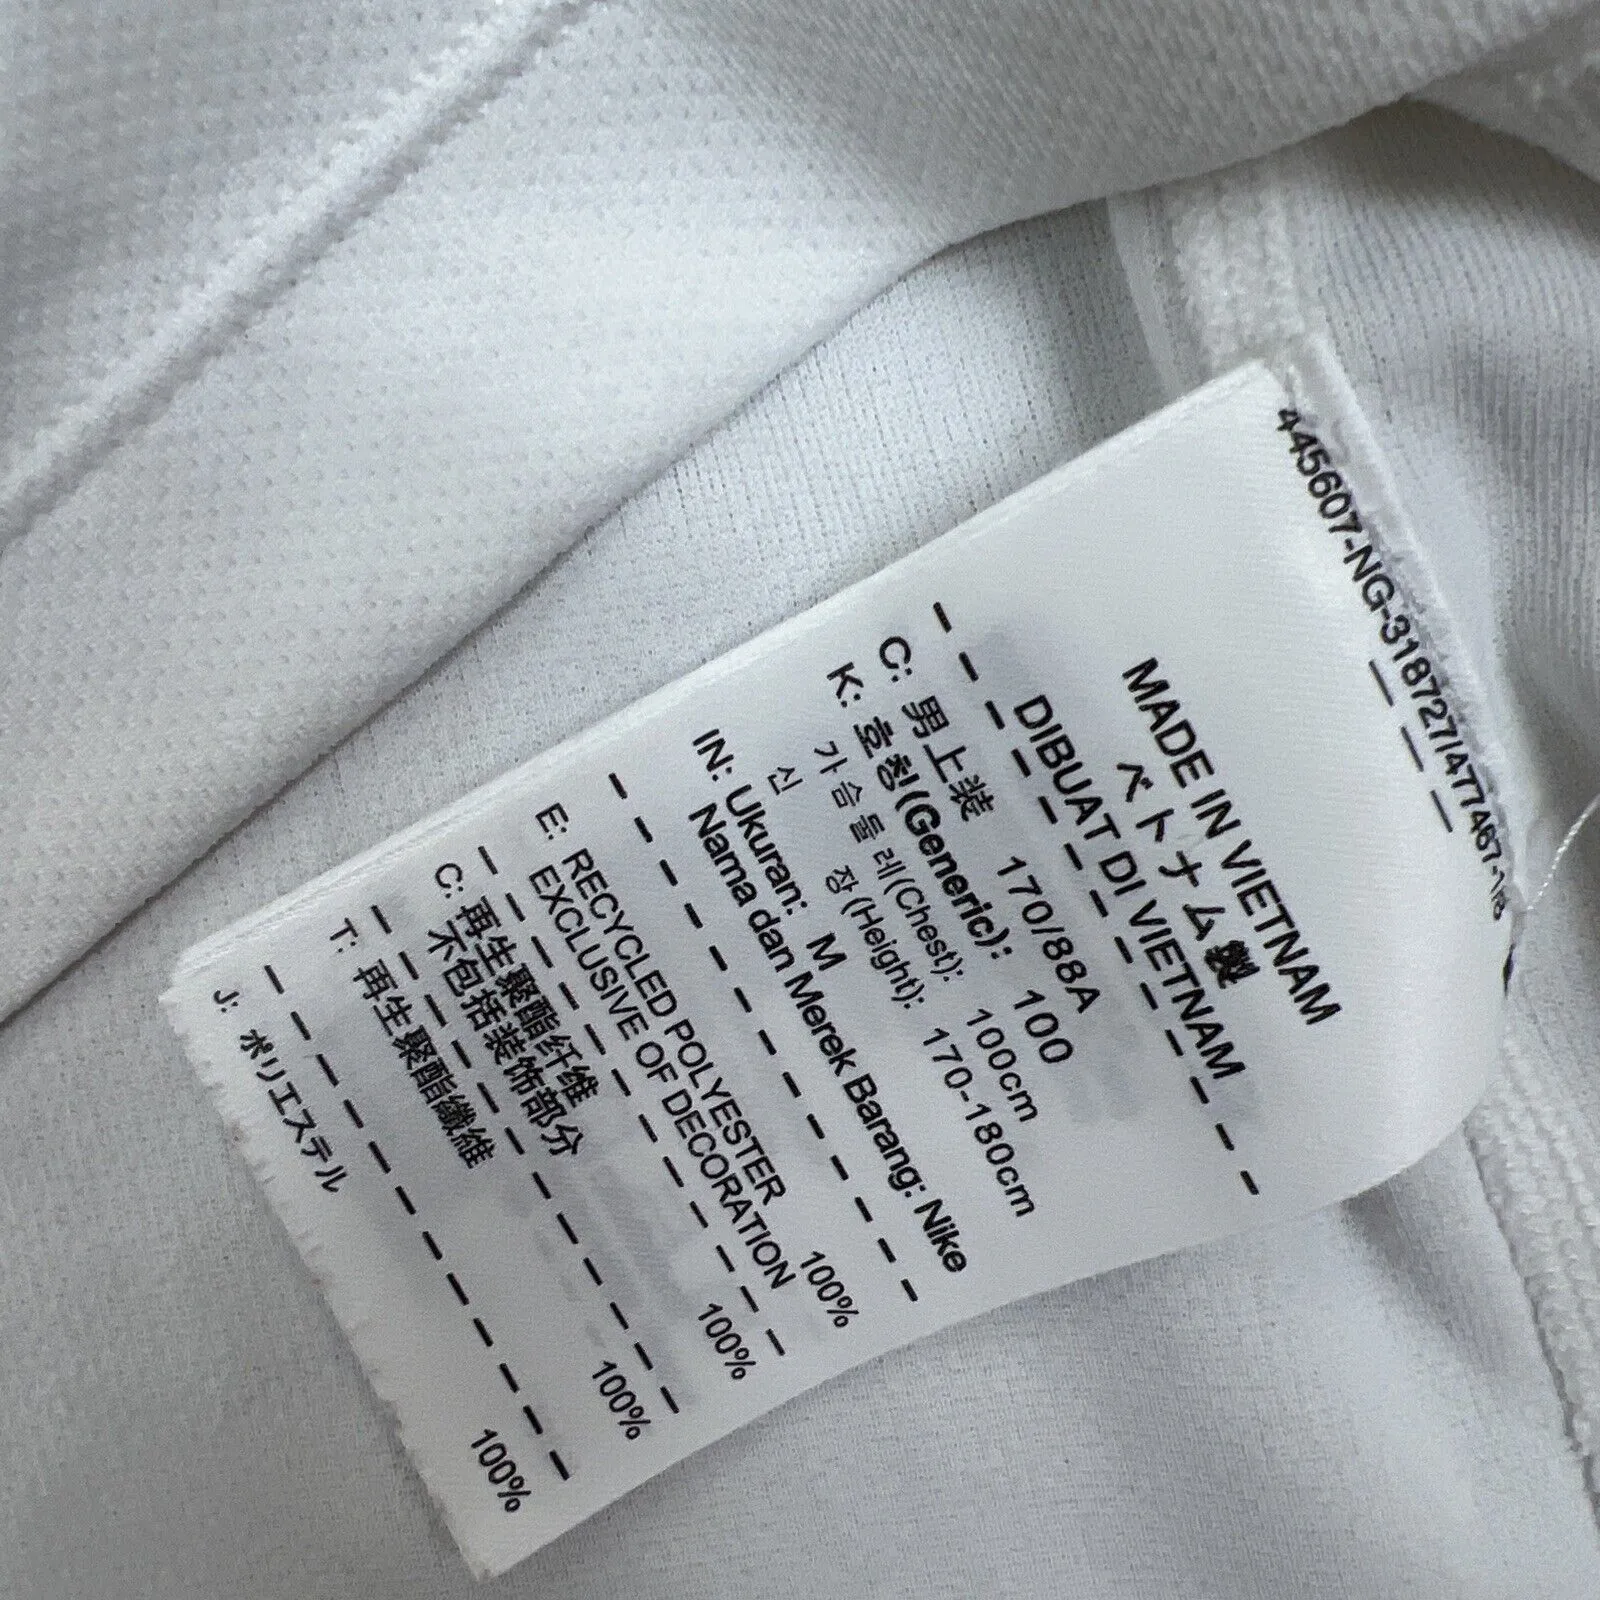 445607-NG-318727/477467-18
MADE IN VIETNAM
ベトナム製
DIBUAT DI VIETNAM
C: 男上装 170/88A
K: 호칭(Generic): 100
가슴둘레(Chest): 100cm
신 장(Height): 170-180cm
IN: Ukuran: M
Nama dan Merek Barang: Nike
E: RECYCLED POLYESTER 100%
EXCLUSIVE OF DECORATION
C: 再生聚酯纤维 100%
不包括装饰部分
T: 再生聚酯纖維 100%
J: ポリエステル 100%